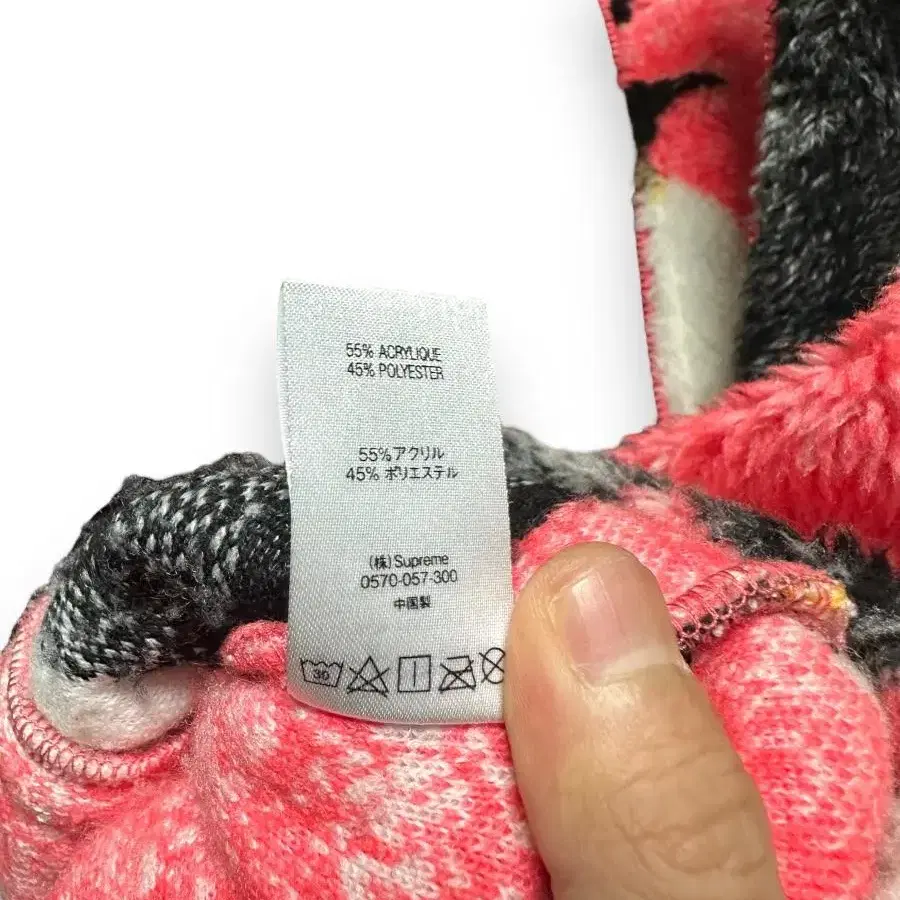 55% ACRYLIQUE
45% POLYESTER
55%アクリル
45% ポリエステル
(株)Supreme
0570-057-300
中国製
30